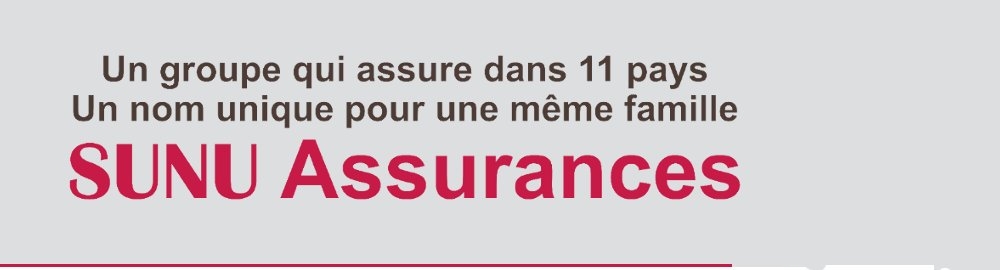 Un groupe qui assure dans 11 pays
Un nom unique pour une même famille
SUNU Assurances